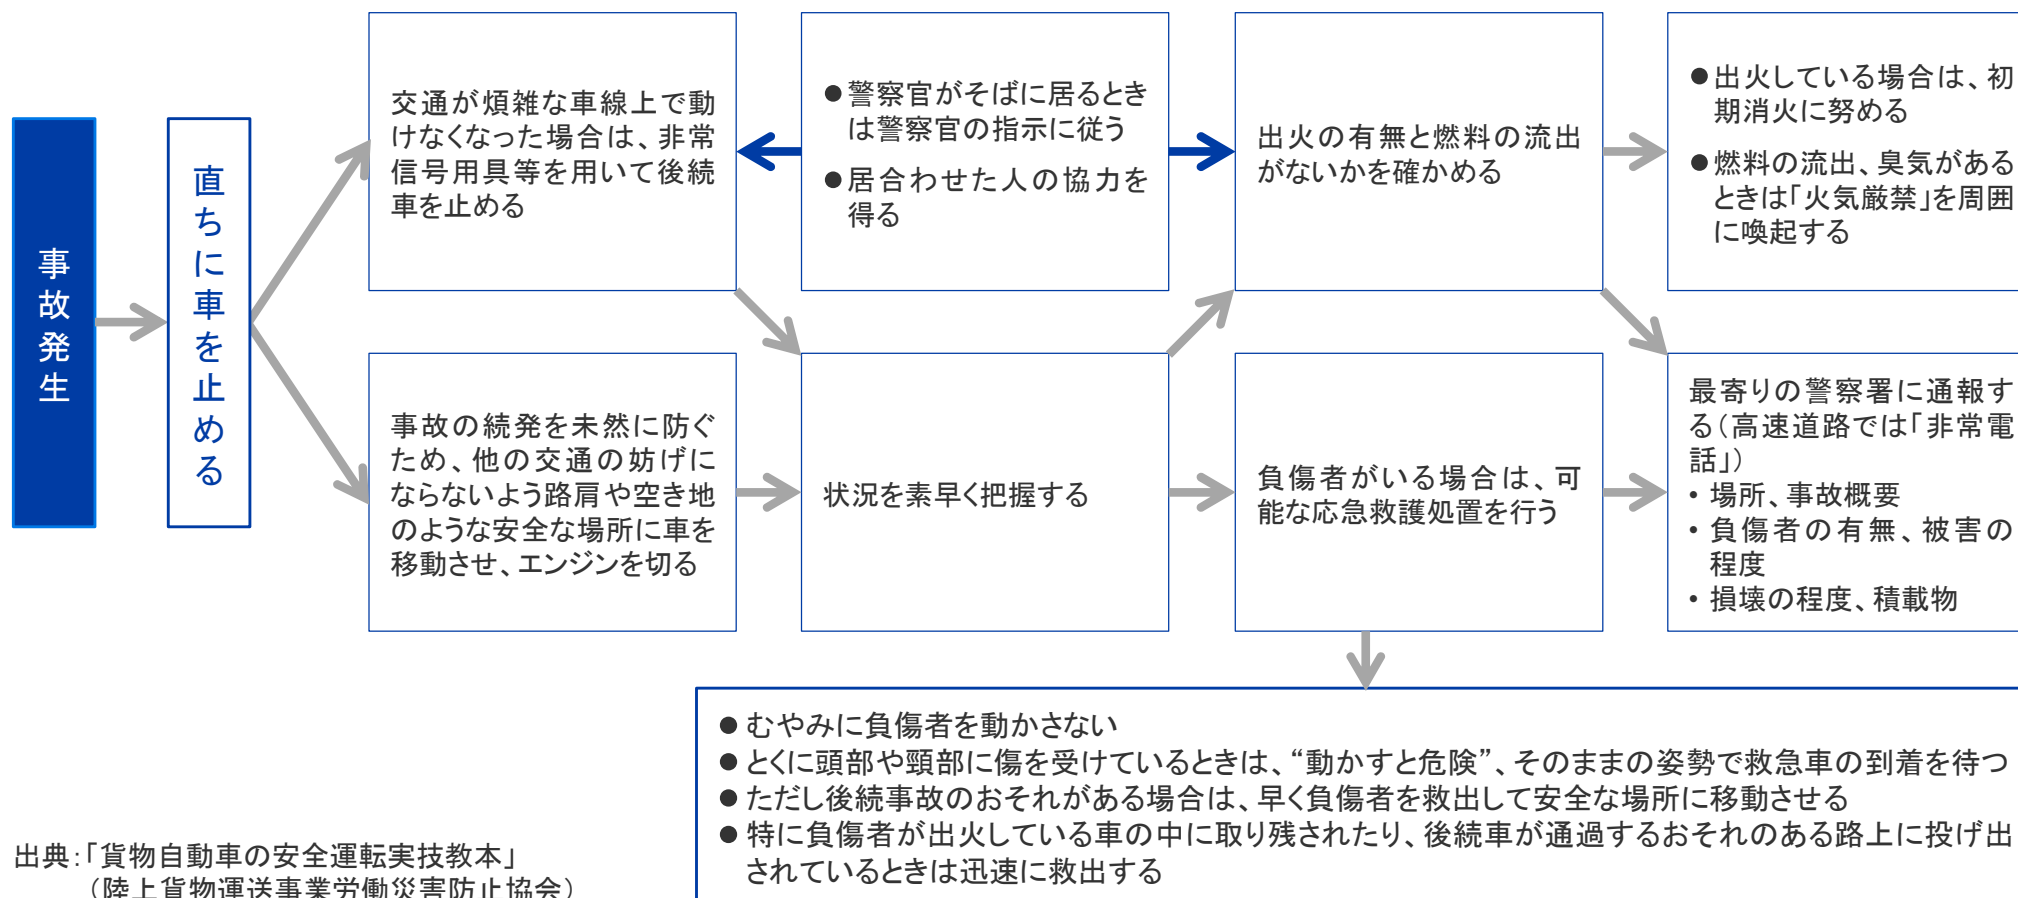 事故発生
直ちに車を止める
交通が煩雑な車線上で動
けなくなった場合は、非常
信号用具等を用いて後続
車を止める
●警察官がそばに居るとき
は警察官の指示に従う
●居合わせた人の協力を
得る
出火の有無と燃料の流出
がないかを確かめる
●出火している場合は、初
期消火に努める
●燃料の流出、臭気がある
ときは「火気厳禁」を周囲
に喚起する
事故の続発を未然に防ぐ
ため、他の交通の妨げに
ならないよう路肩や空き地
のような安全な場所に車を
移動させ、エンジンを切る
状況を素早く把握する
負傷者がいる場合は、可
能な応急救護処置を行う
最寄りの警察署に通報す
る（高速道路では「非常電
話」）
• 場所、事故概要
• 負傷者の有無、被害の
程度
• 損壊の程度、積載物
● むやみに負傷者を動かさない
● とくに頭部や頸部に傷を受けているときは、“動かすと危険”、そのままの姿勢で救急車の到着を待つ
● ただし後続事故のおそれがある場合は、早く負傷者を救出して安全な場所に移動させる
● 特に負傷者が出火している車の中に取り残されたり、後続車が通過するおそれのある路上に投げ出
されているときは迅速に救出する
出典：「貨物自動車の安全運転実技教本」
（陸上貨物運送事業労働災害防止協会）